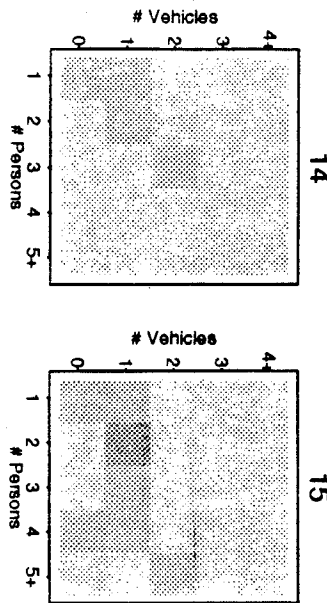 # Vehicles
0 1 2 3 4+
1 2 3 4 5+
# Persons
14
# Vehicles
0 1 2 3 4+
1 2 3 4 5+
# Persons
15